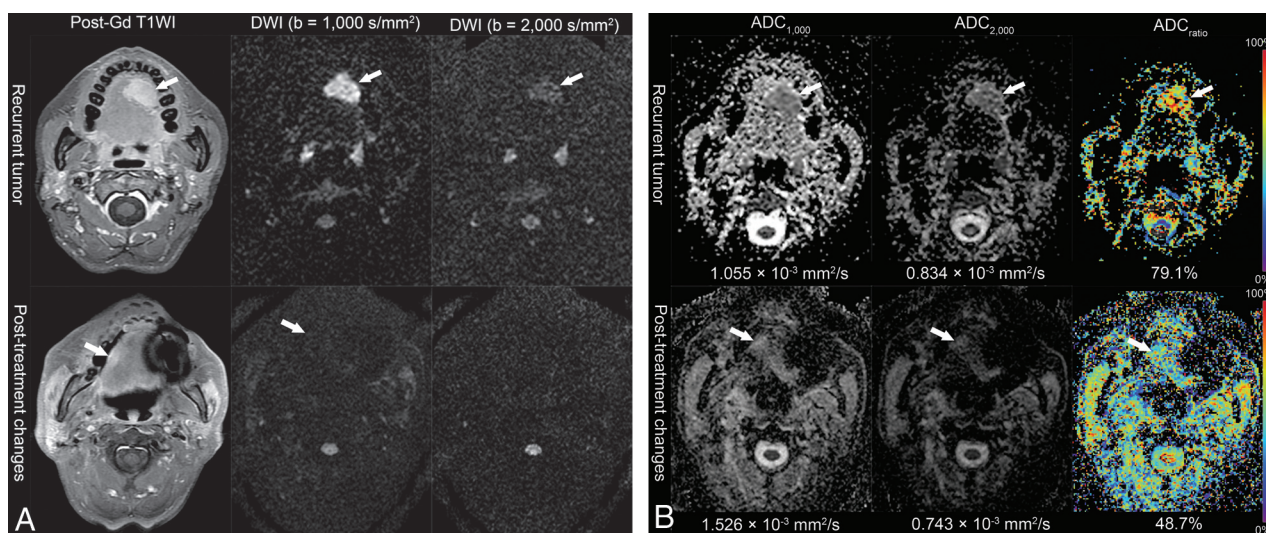 Post-Gd T1WI
DWI (b = 1,000 s/mm²)
DWI (b = 2,000 s/mm²)
Recurrent tumor
Post-treatment changes
A
ADC1,000
ADC2,000
ADCratio
100%
Recurrent tumor
0%
1.055 × 10⁻³ mm²/s
0.834 × 10⁻³ mm²/s
79.1%
100%
Post-treatment changes
0%
B
1.526 × 10⁻³ mm²/s
0.743 × 10⁻³ mm²/s
48.7%